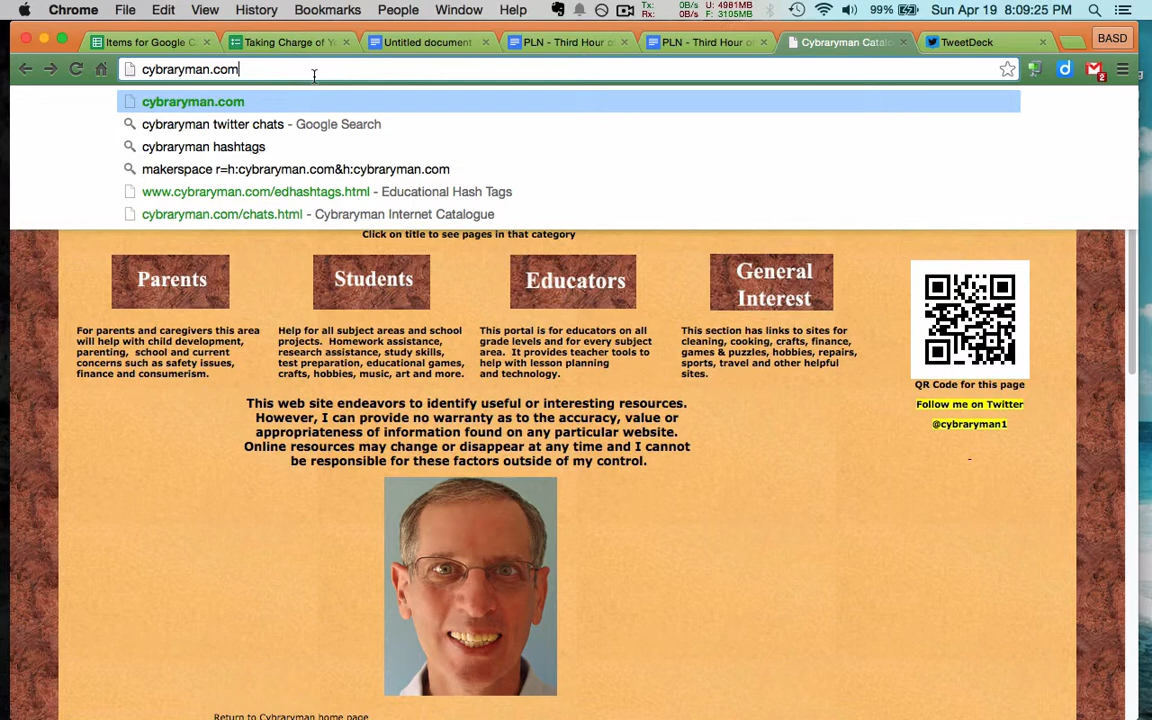 Chrome File Edit View History Bookmarks People Window Help Tx: 0B/s U: 4981MB 99% Sun Apr 19 8:09:25 PM
Rx: 0B/s F: 3105MB
Items for Google C Taking Charge of Y Untitled document PLN - Third Hour o PLN - Third Hour o Cybraryman Catal TweetDeck BASD
cybraryman.com
d
2
cybraryman.com
cybraryman twitter chats - Google Search
cybraryman hashtags
makerspace r=h:cybraryman.com&h:cybraryman.com
www.cybraryman.com/edhashtags.html - Educational Hash Tags
cybraryman.com/chats.html - Cybraryman Internet Catalogue
Click on title to see pages in that category
Parents
Students
Educators
General
Interest
For parents and caregivers this area
will help with child development,
parenting, school and current
concerns such as safety issues,
finance and consumerism.
Help for all subject areas and school
projects. Homework assistance,
research assistance, study skills,
test preparation, educational games,
crafts, hobbies, music, art and more.
This portal is for educators on all
grade levels and for every subject
area. It provides teacher tools to
help with lesson planning
and technology.
This section has links to sites for
cleaning, cooking, crafts, finance,
games & puzzles, hobbies, repairs,
sports, travel and other helpful
sites.
QR Code for this page
Follow me on Twitter
@cybraryman1
-
This web site endeavors to identify useful or interesting resources.
However, I can provide no warranty as to the accuracy, value or
appropriateness of information found on any particular website.
Online resources may change or disappear at any time and I cannot
be responsible for these factors outside of my control.
Return to Cybraryman home page